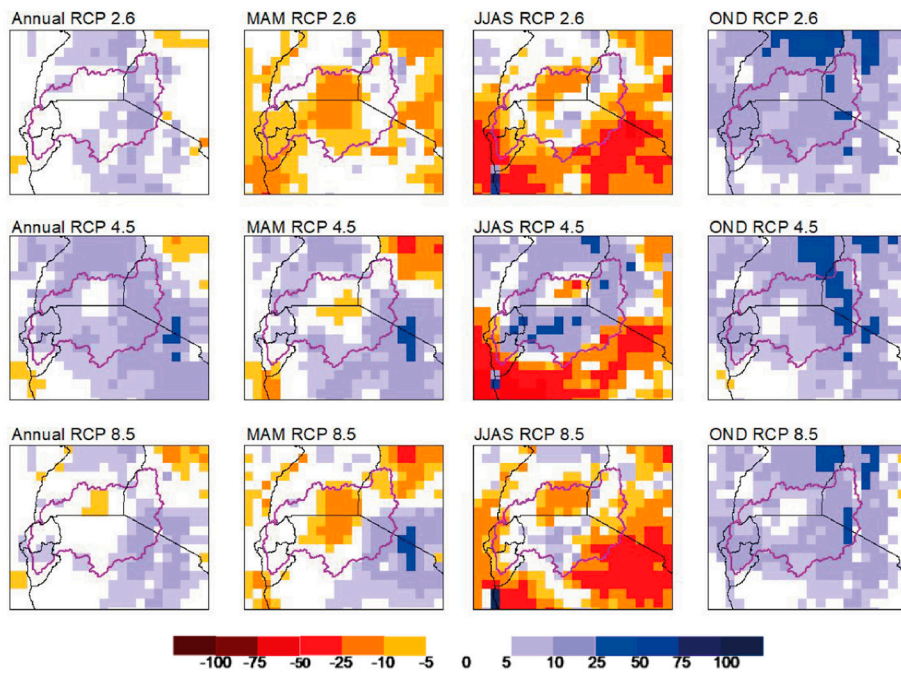 Annual RCP 2.6 MAM RCP 2.6 JJAS RCP 2.6 OND RCP 2.6
Annual RCP 4.5 MAM RCP 4.5 JJAS RCP 4.5 OND RCP 4.5
Annual RCP 8.5 MAM RCP 8.5 JJAS RCP 8.5 OND RCP 8.5
-100 -75 -50 -25 -10 -5 0 5 10 25 50 75 100